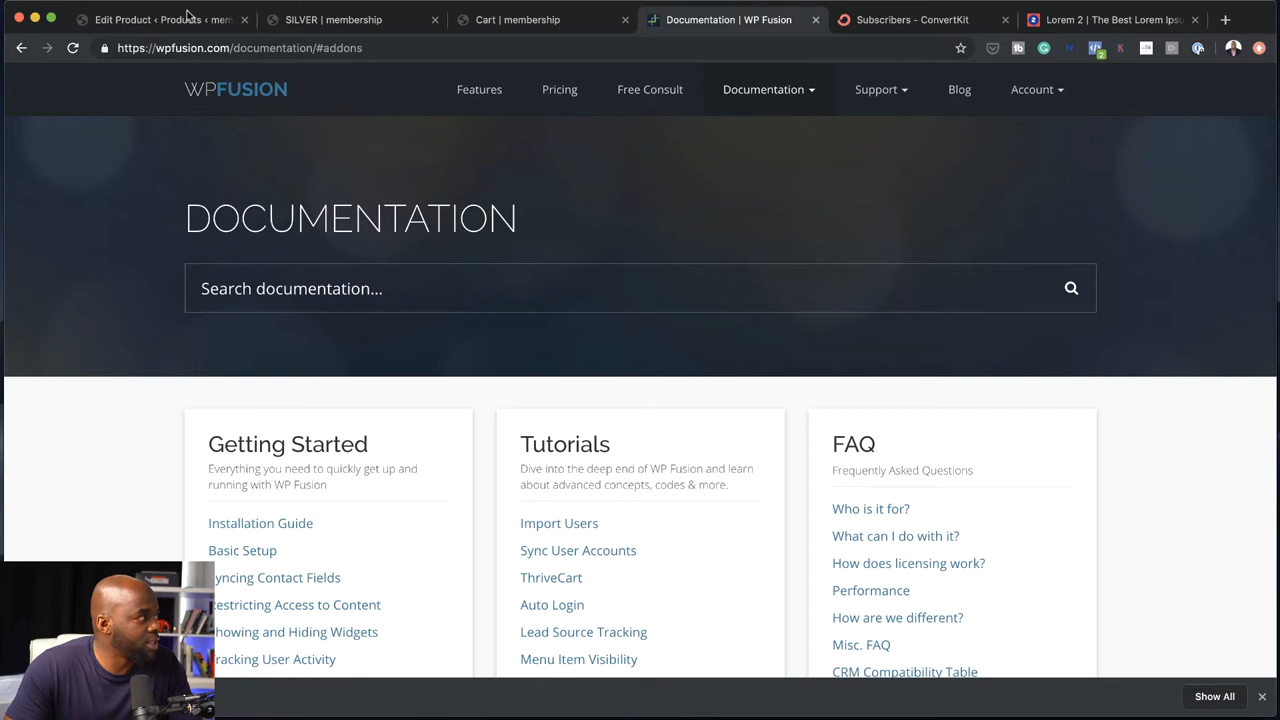 Edit Product ‹ Products ‹ mem
SILVER | membership
Cart | membership
Documentation | WP Fusion
Subscribers - ConvertKit
Lorem 2 | The Best Lorem Ipsu
https://wpfusion.com/documentation/#addons
WPFUSION
Features
Pricing
Free Consult
Documentation
Support
Blog
Account
DOCUMENTATION
Search documentation...
Getting Started
Everything you need to quickly get up and
running with WP Fusion
Installation Guide
Basic Setup
yncing Contact Fields
estricting Access to Content
howing and Hiding Widgets
racking User Activity
Tutorials
Dive into the deep end of WP Fusion and learn
about advanced concepts, codes & more.
Import Users
Sync User Accounts
ThriveCart
Auto Login
Lead Source Tracking
Menu Item Visibility
FAQ
Frequently Asked Questions
Who is it for?
What can I do with it?
How does licensing work?
Performance
How are we different?
Misc. FAQ
CRM Compatibility Table
Show All